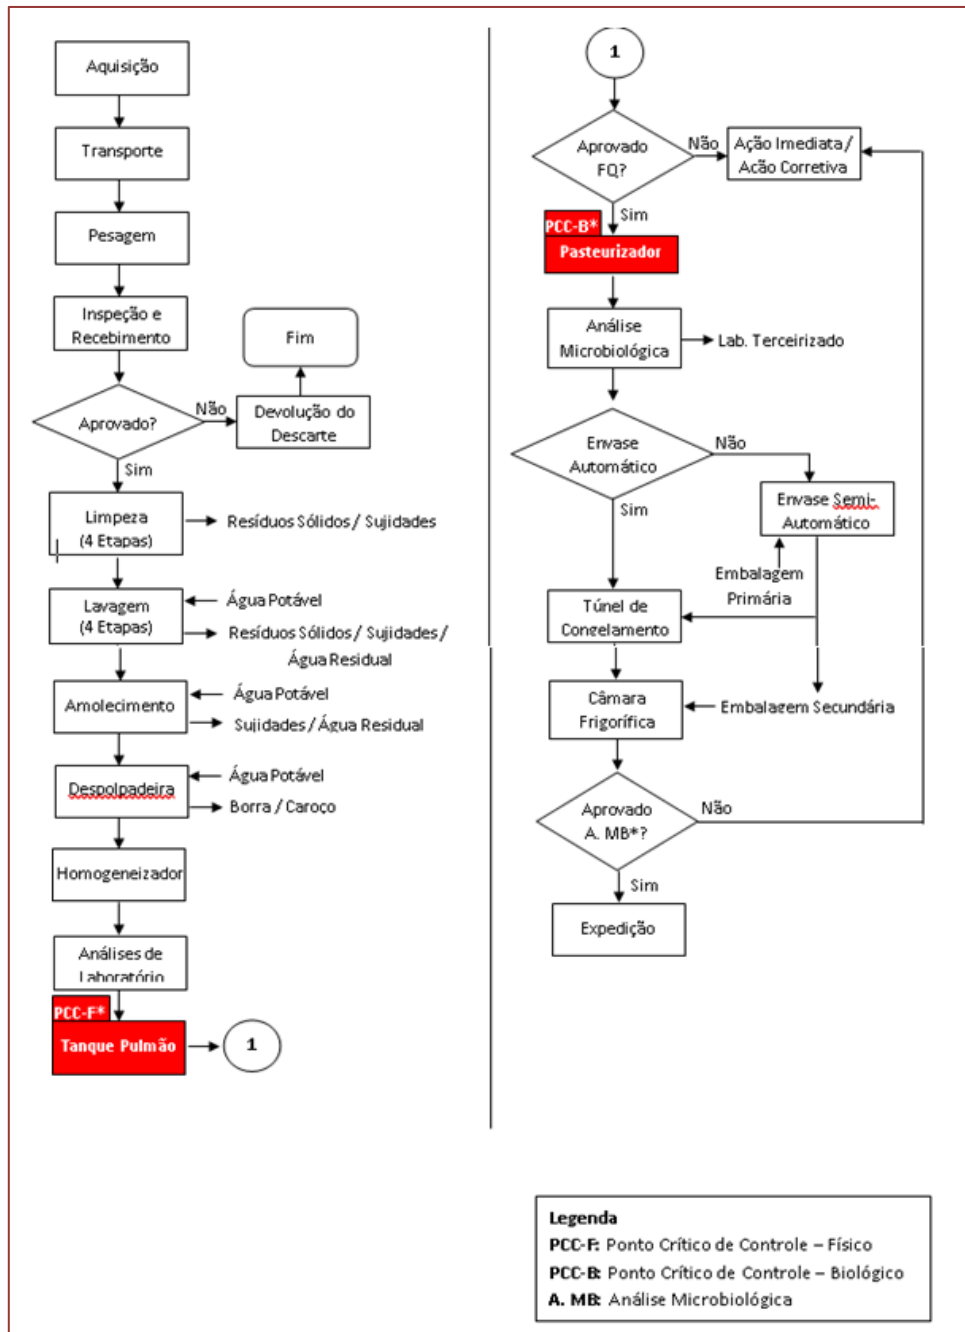 Aquisição
Transporte
Pesagem
Inspeção e
Recebimento
Fim
Aprovado?
Não
Devolução do
Descarte
Sim
Limpeza
(4 Etapas)
Resíduos Sólidos / Sujidades
Lavagem
(4 Etapas)
Água Potável
Resíduos Sólidos / Sujidades /
Água Residual
Amolecimento
Água Potável
Sujidades / Água Residual
Despolpadeira
Água Potável
Borra / Caroço
Homogeneizador
Análises de
Laboratório
PCC-F*
Tanque Pulmão
1
1
Aprovado
FQ?
Não
Ação Imediata /
Ação Corretiva
Sim
PCC-B*
Pasteurizador
Análise
Microbiológica
Lab. Terceirizado
Envase
Automático
Não
Envase Semi-
Automático
Sim
Embalagem
Primária
Túnel de
Congelamento
Câmara
Frigorífica
Embalagem Secundária
Aprovado
A. MB*?
Não
Sim
Expedição
Legenda
PCC-F: Ponto Crítico de Controle – Físico
PCC-B: Ponto Crítico de Controle – Biológico
A. MB: Análise Microbiológica